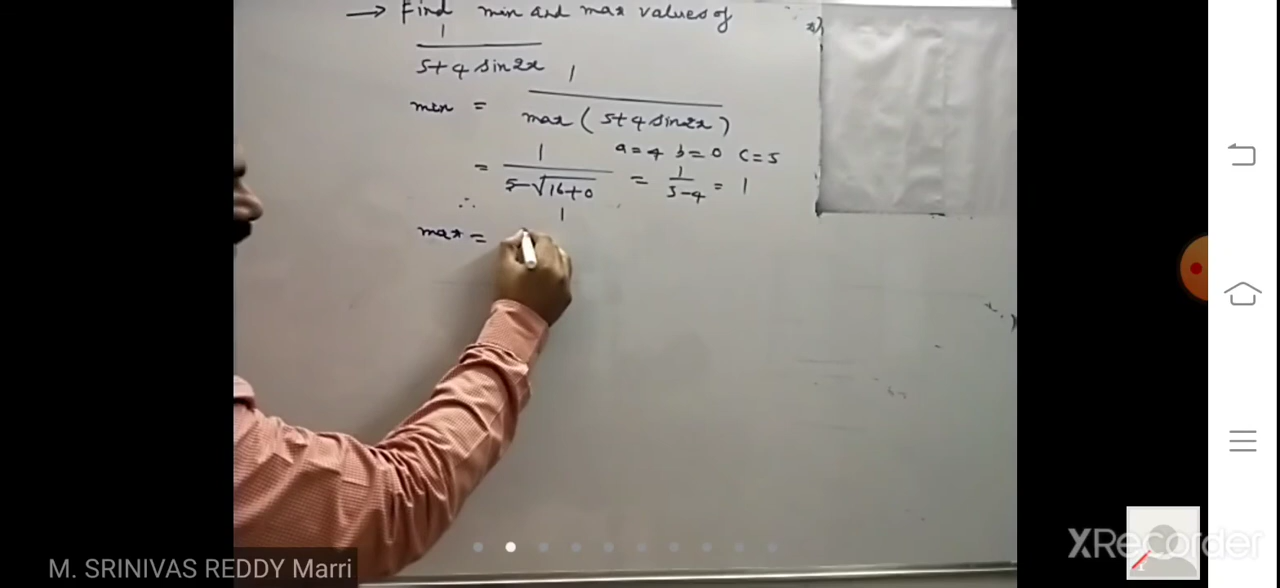 → Find min and max values of
1
5+4 sin2x
min = 1
max ( 5+4 sin2x )
a=4 b=0 c=5
= 1 / 5-√16+0 = 1 / 5-4 = 1
∴
1
max =
M. SRINIVAS REDDY Marri
XRecorder